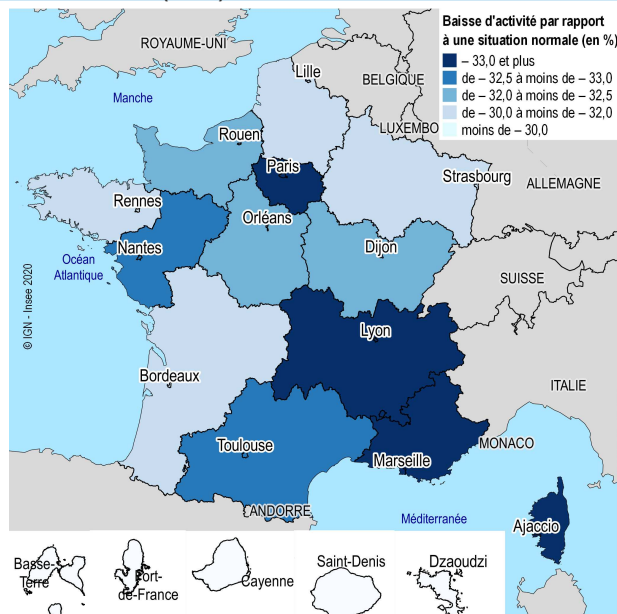 Baisse d'activité par rapport
à une situation normale (en %)
– 33,0 et plus
de – 32,5 à moins de – 33,0
de – 32,0 à moins de – 32,5
de – 30,0 à moins de – 32,0
moins de – 30,0
ROYAUME-UNI
Lille
BELGIQUE
Manche
LUXEMBO
Rouen
Paris
Strasbourg
ALLEMAGNE
Rennes
Orléans
Nantes
Dijon
Océan
Atlantique
SUISSE
© IGN - Insee 2020
Lyon
Bordeaux
ITALIE
Toulouse
MONACO
Marseille
ANDORRE
Méditerranée
Ajaccio
Basse-
Terre
Fort-
de-France
Cayenne
Saint-Denis
Dzaoudzi